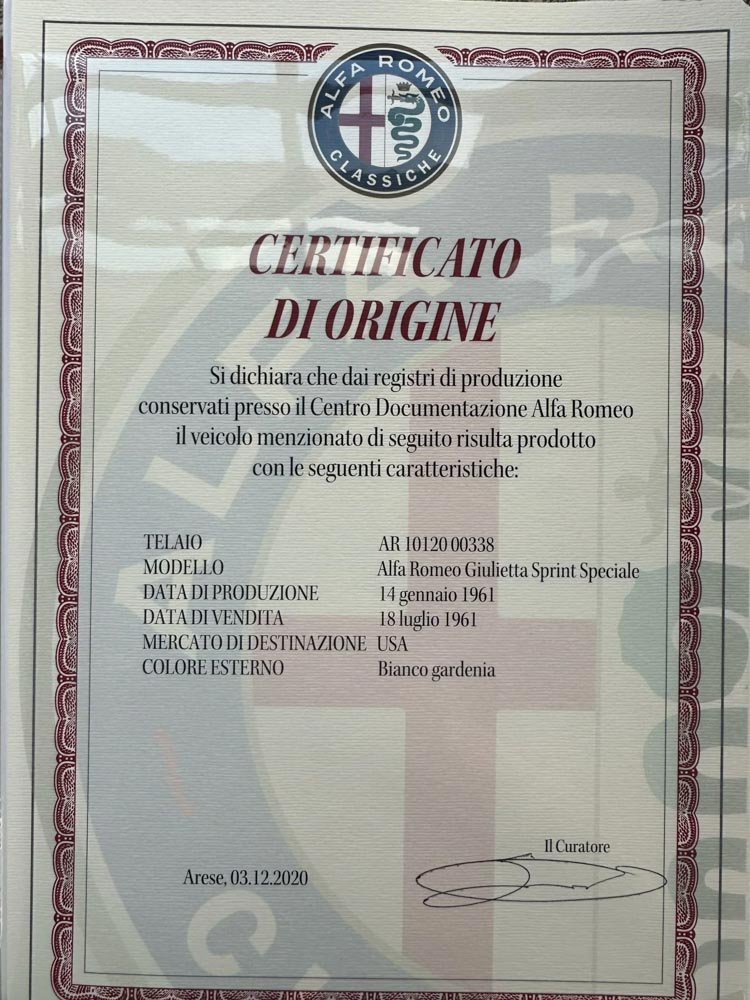 ALFA ROMEO
CLASSICHE
CERTIFICATO
DI ORIGINE
Si dichiara che dai registri di produzione
conservati presso il Centro Documentazione Alfa Romeo
il veicolo menzionato di seguito risulta prodotto
con le seguenti caratteristiche:
TELAIO AR 10120 00338
MODELLO Alfa Romeo Giulietta Sprint Speciale
DATA DI PRODUZIONE 14 gennaio 1961
DATA DI VENDITA 18 luglio 1961
MERCATO DI DESTINAZIONE USA
COLORE ESTERNO Bianco gardenia
Il Curatore
Arese, 03.12.2020